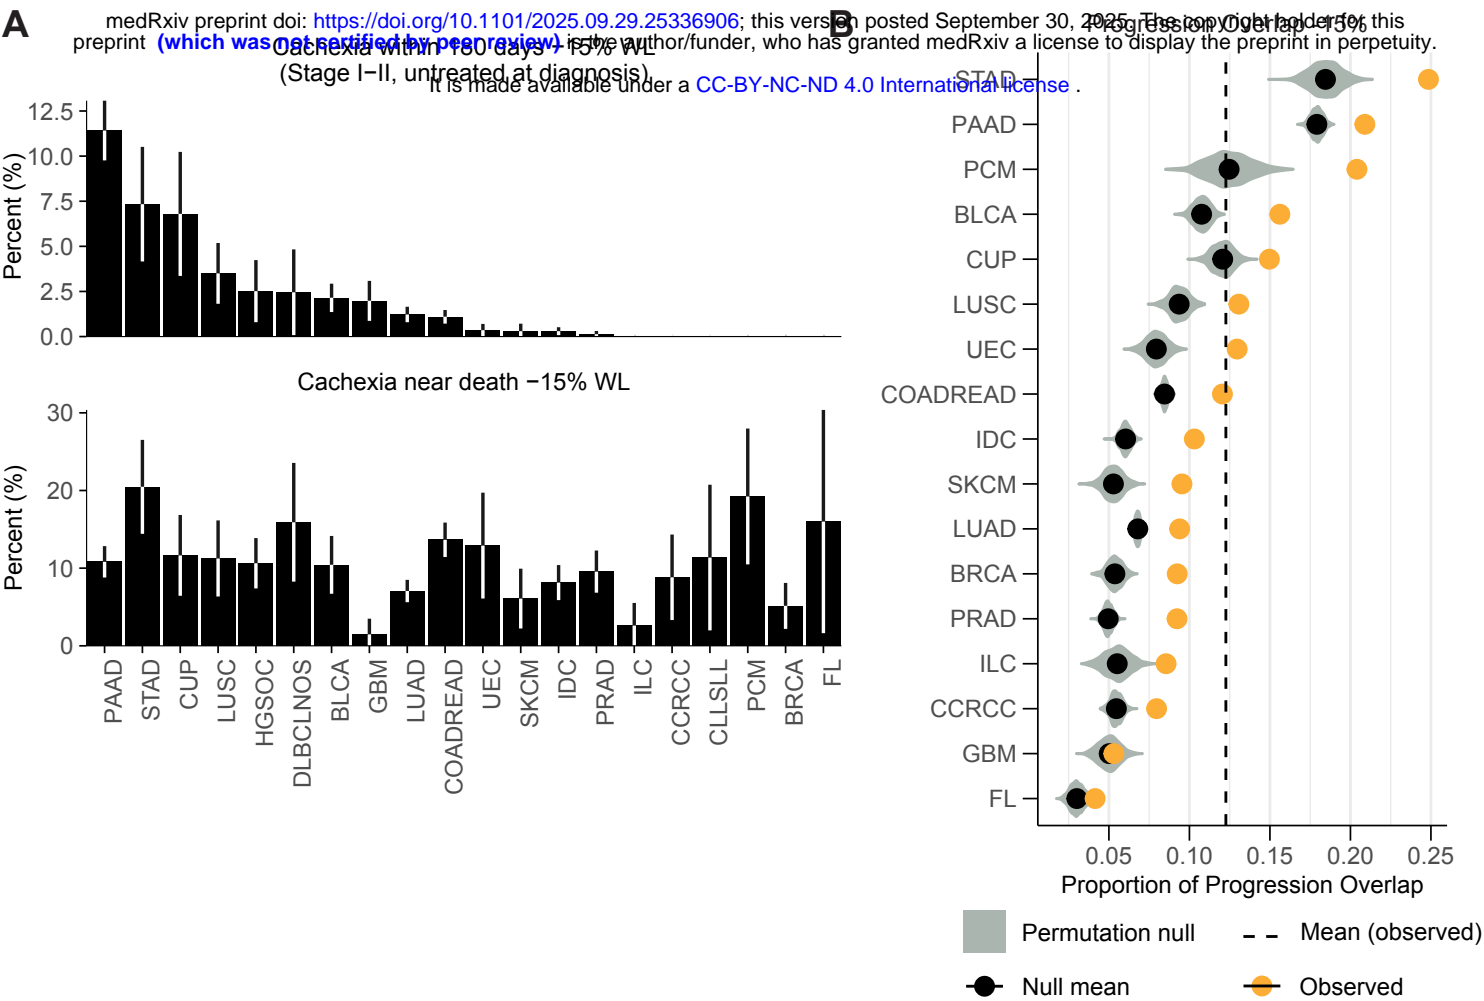 medRxiv preprint doi: https://doi.org/10.1101/2025.09.29.25336906; this version posted September 30, 2025. The copyright holder for this
preprint (which was not certified by peer review) is the author/funder, who has granted medRxiv a license to display the preprint in perpetuity.
It is made available under a CC-BY-NC-ND 4.0 International license .
A
Cachexia within 180 days −15% WL
(Stage I−II, untreated at diagnosis)
Percent (%)
12.5
10.0
7.5
5.0
2.5
0.0
Cachexia near death −15% WL
Percent (%)
30
20
10
0
PAAD
STAD
CUP
LUSC
HGSOC
DLBCLNOS
BLCA
GBM
LUAD
COADREAD
UEC
SKCM
IDC
PRAD
ILC
CCRCC
CLLSLL
PCM
BRCA
FL
B
Progression Overlap −15%
STAD
PAAD
PCM
BLCA
CUP
LUSC
UEC
COADREAD
IDC
SKCM
LUAD
BRCA
PRAD
ILC
CCRCC
GBM
FL
0.05
0.10
0.15
0.20
0.25
Proportion of Progression Overlap
Permutation null
Mean (observed)
Null mean
Observed